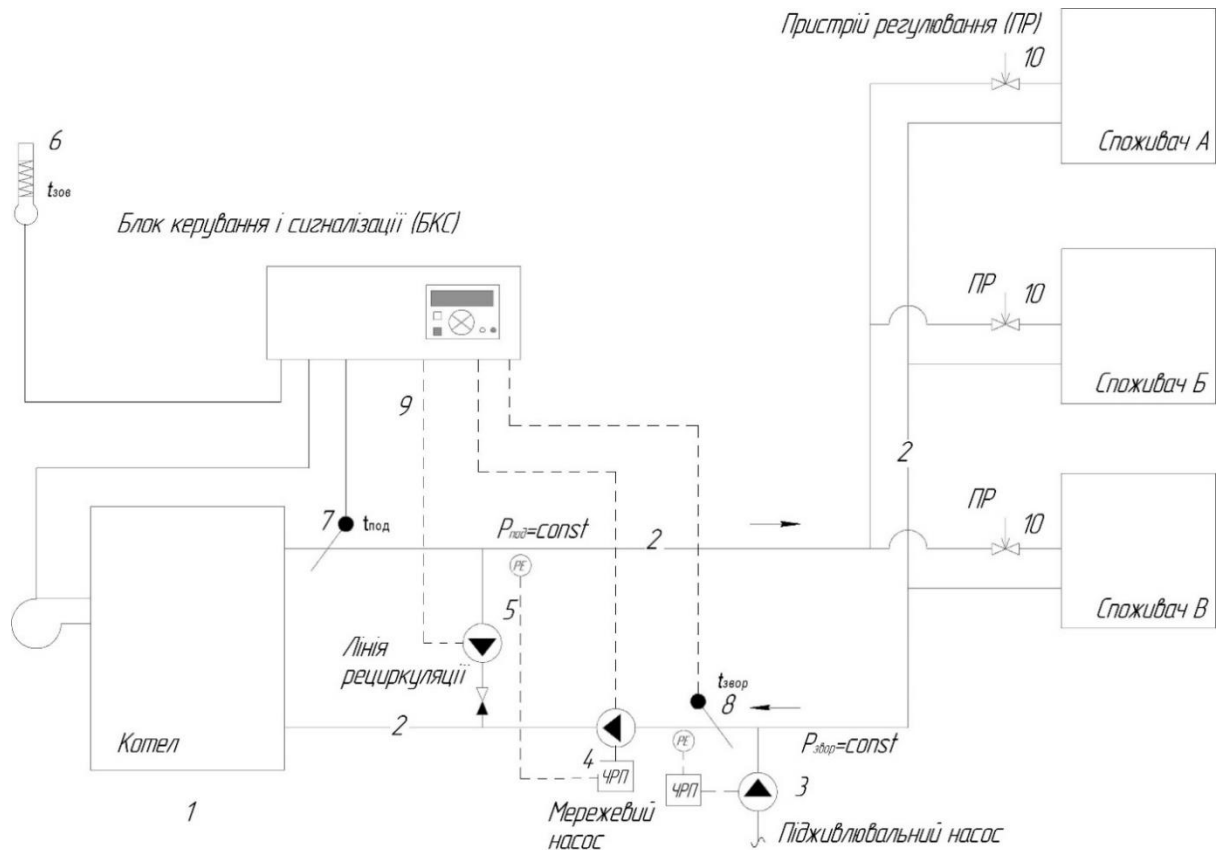 Пристрій регулювання (ПР)
10
Споживач А
6
tзов
Блок керування і сигналізації (БКС)
ПР
10
Споживач Б
9
2
ПР
10
7
tпод
Pпод=const
2
PE
5
Споживач В
Лінія
рециркуляції
tзвор
8
2
Котел
PE
Pзвор=const
4
ЧРП
ЧРП
3
1
Мережевий
насос
Підживлювальний насос